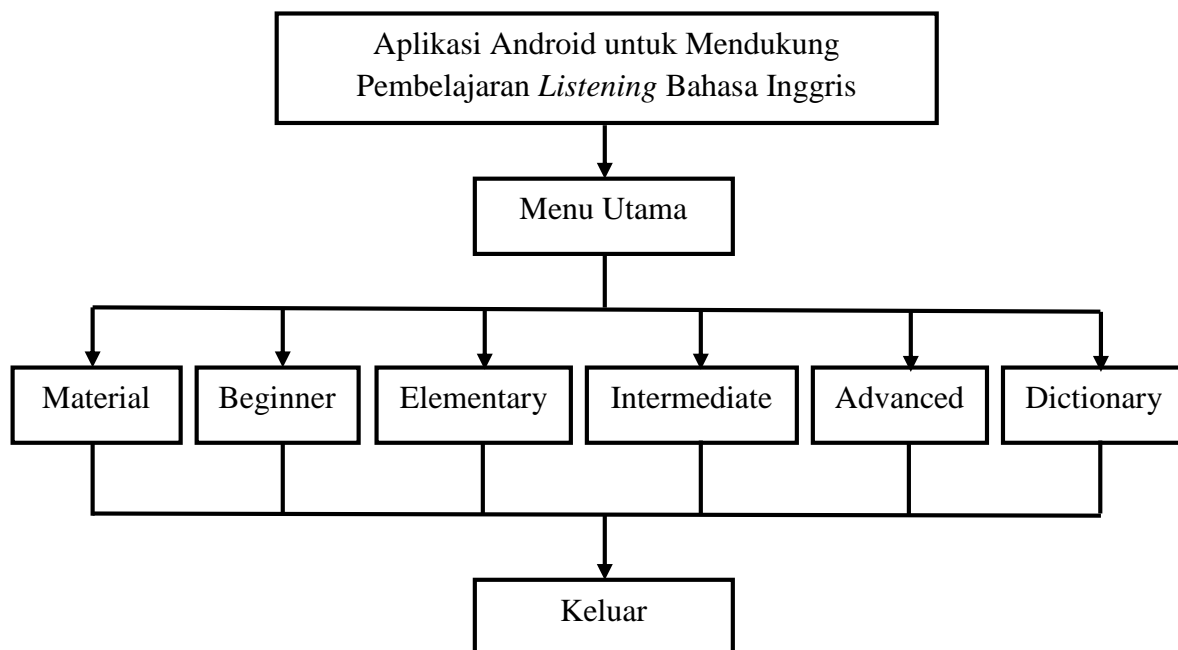 Aplikasi Android untuk Mendukung
Pembelajaran Listening Bahasa Inggris
Menu Utama
Material
Beginner
Elementary
Intermediate
Advanced
Dictionary
Keluar